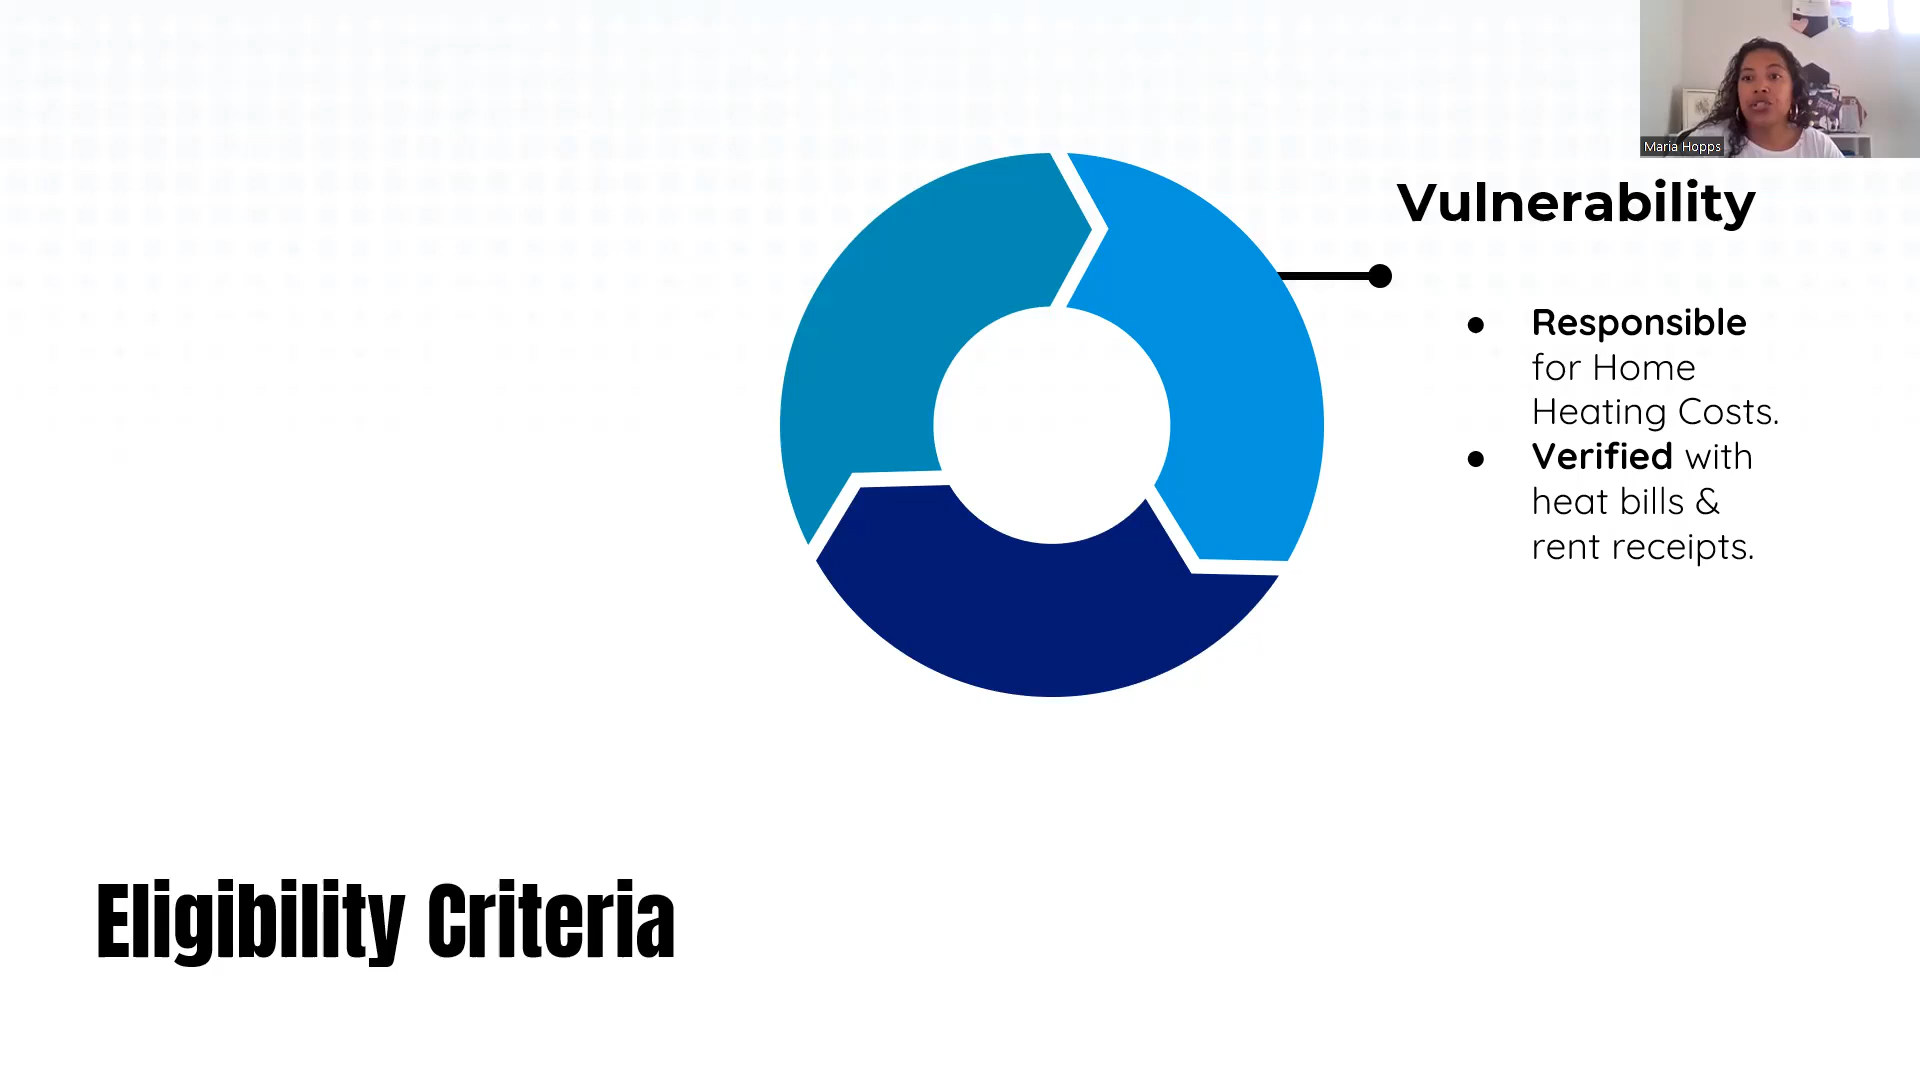 Maria Hopps
Vulnerability
● Responsible
for Home
Heating Costs.
● Verified with
heat bills &
rent receipts.
Eligibility Criteria